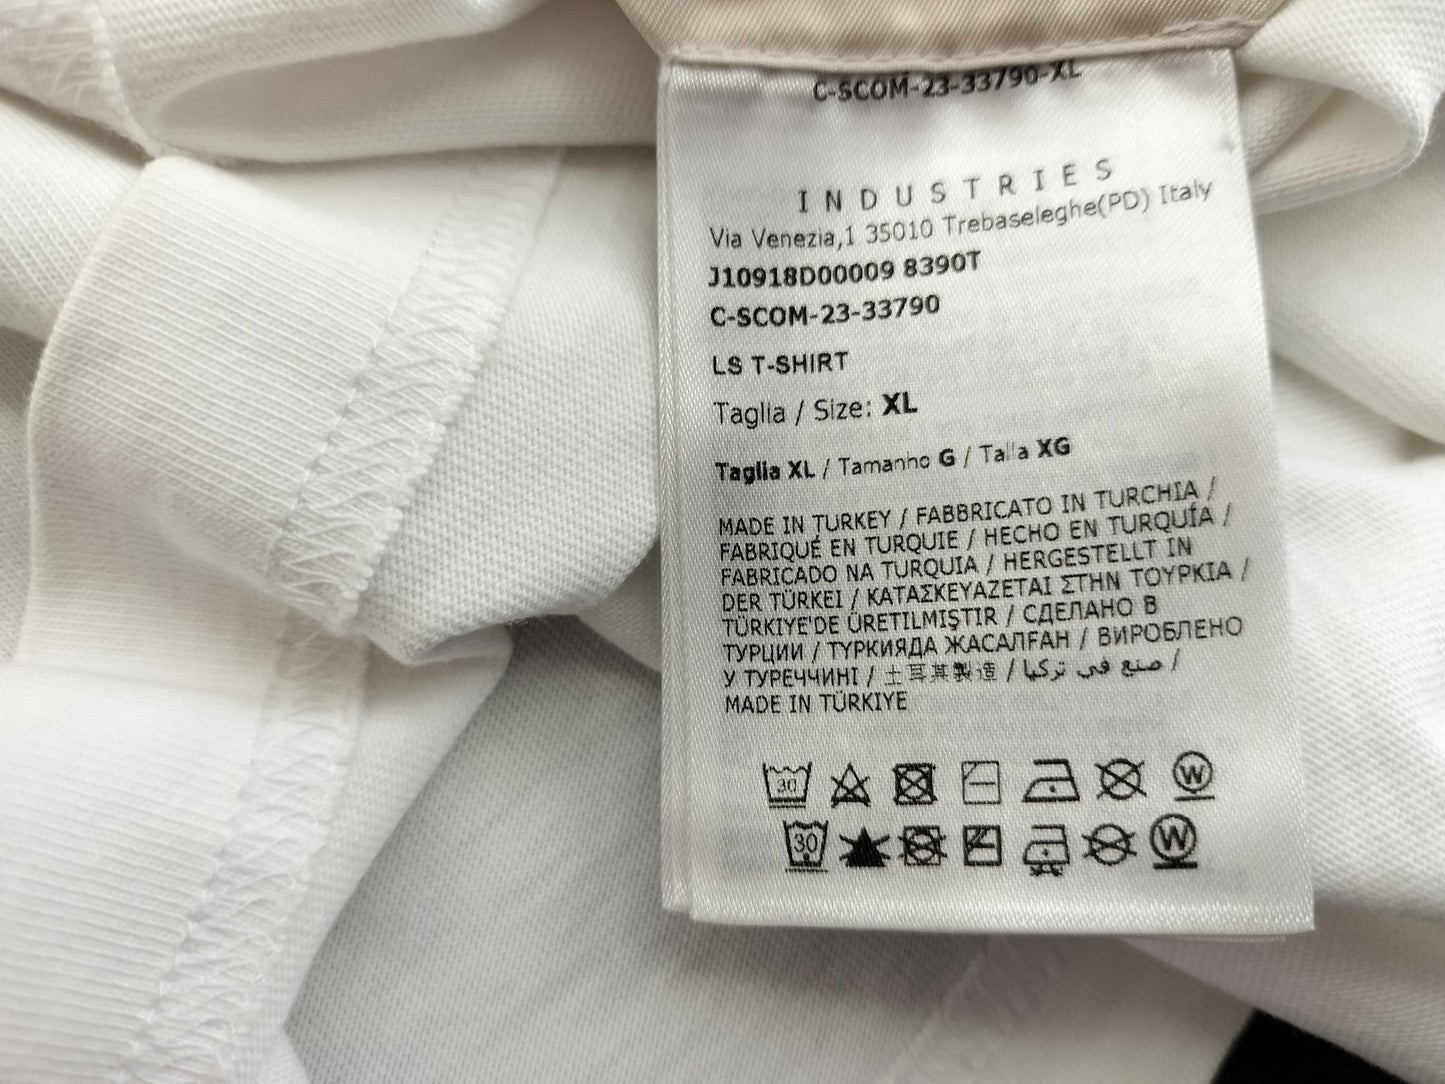 C-SCOM-23-33790-XL
INDUSTRIES
Via Venezia,1 35010 Trebaseleghe(PD) Italy
J10918D00009 8390T
C-SCOM-23-33790
LS T-SHIRT
Taglia / Size: XL
Taglia XL / Tamanho G / Talla XG
MADE IN TURKEY / FABBRICATO IN TURCHIA /
FABRIQUÉ EN TURQUIE / HECHO EN TURQUÍA /
FABRICADO NA TURQUIA / HERGESTELLT IN
DER TÜRKEI / ΚΑΤΑΣΚΕΥΑΖΕΤΑΙ ΣΤΗΝ ΤΟΥΡΚΙΑ /
TÜRKIYE'DE ÜRETILMIŞTIR / СДЕЛАНО В
ТУРЦИИ / ТҮРКИЯДА ЖАСАЛҒАН / ВИРОБЛЕНО
У ТУРЕЧЧИНІ / 土耳其製造 / صنع في تركيا /
MADE IN TÜRKIYE
30 W
30 W